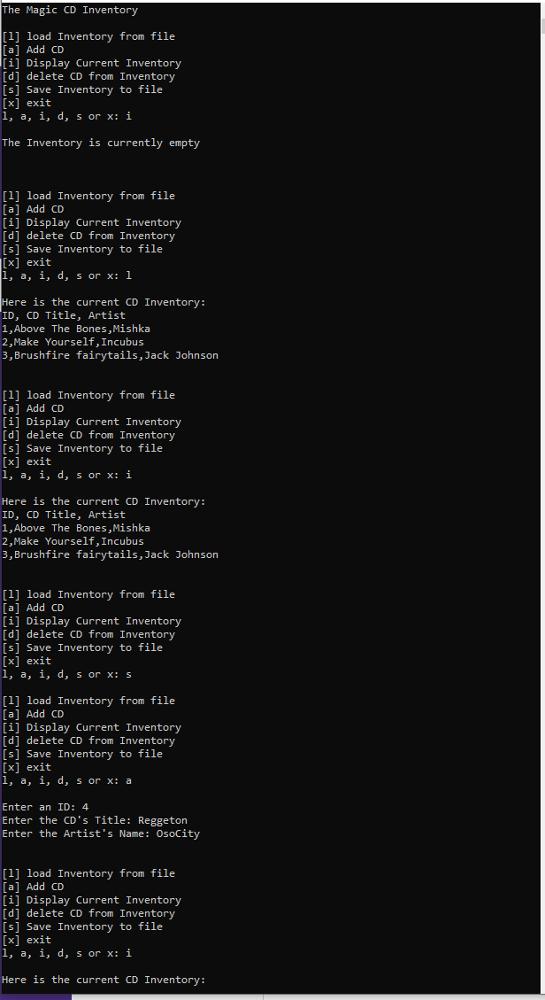 The Magic CD Inventory
[l] load Inventory from file
[a] Add CD
[i] Display Current Inventory
[d] delete CD from Inventory
[s] Save Inventory to file
[x] exit
l, a, i, d, s or x: i
The Inventory is currently empty
[l] load Inventory from file
[a] Add CD
[i] Display Current Inventory
[d] delete CD from Inventory
[s] Save Inventory to file
[x] exit
l, a, i, d, s or x: l
Here is the current CD Inventory:
ID, CD Title, Artist
1,Above The Bones,Mishka
2,Make Yourself,Incubus
3,Brushfire fairytails,Jack Johnson
[l] load Inventory from file
[a] Add CD
[i] Display Current Inventory
[d] delete CD from Inventory
[s] Save Inventory to file
[x] exit
l, a, i, d, s or x: i
Here is the current CD Inventory:
ID, CD Title, Artist
1,Above The Bones,Mishka
2,Make Yourself,Incubus
3,Brushfire fairytails,Jack Johnson
[l] load Inventory from file
[a] Add CD
[i] Display Current Inventory
[d] delete CD from Inventory
[s] Save Inventory to file
[x] exit
l, a, i, d, s or x: s
[l] load Inventory from file
[a] Add CD
[i] Display Current Inventory
[d] delete CD from Inventory
[s] Save Inventory to file
[x] exit
l, a, i, d, s or x: a
Enter an ID: 4
Enter the CD's Title: Reggeton
Enter the Artist's Name: OsoCity
[l] load Inventory from file
[a] Add CD
[i] Display Current Inventory
[d] delete CD from Inventory
[s] Save Inventory to file
[x] exit
l, a, i, d, s or x: i
Here is the current CD Inventory: